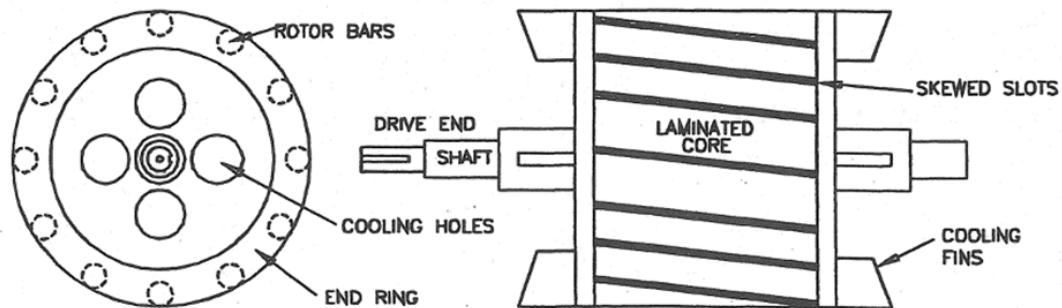 ROTOR BARS
COOLING HOLES
END RING
DRIVE END
SHAFT
LAMINATED
CORE
SKEWED SLOTS
COOLING
FINS